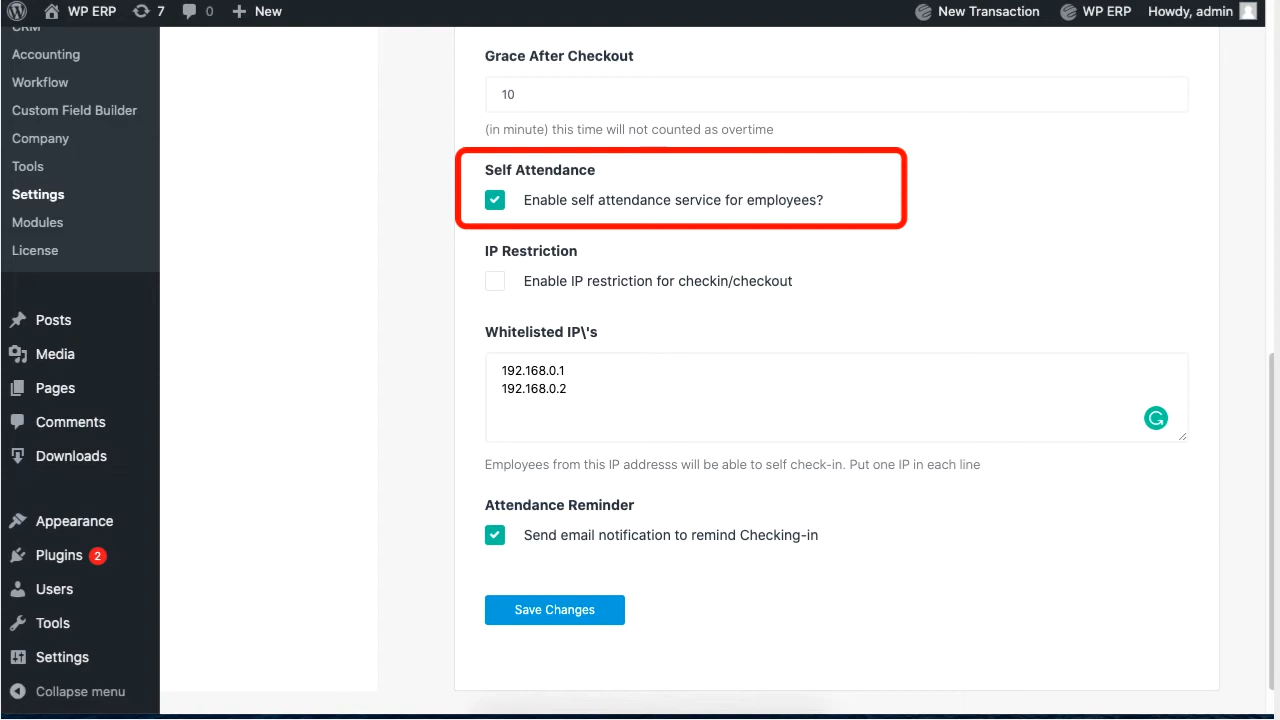 WP ERP
7
0
New
New Transaction
WP ERP
Howdy, admin
CRM
Accounting
Workflow
Custom Field Builder
Company
Tools
Settings
Modules
License
Posts
Media
Pages
Comments
Downloads
Appearance
Plugins 2
Users
Tools
Settings
Collapse menu
Grace After Checkout
10
(in minute) this time will not counted as overtime
Self Attendance
Enable self attendance service for employees?
IP Restriction
Enable IP restriction for checkin/checkout
Whitelisted IP\'s
192.168.0.1
192.168.0.2
Employees from this IP addresss will be able to self check-in. Put one IP in each line
Attendance Reminder
Send email notification to remind Checking-in
Save Changes